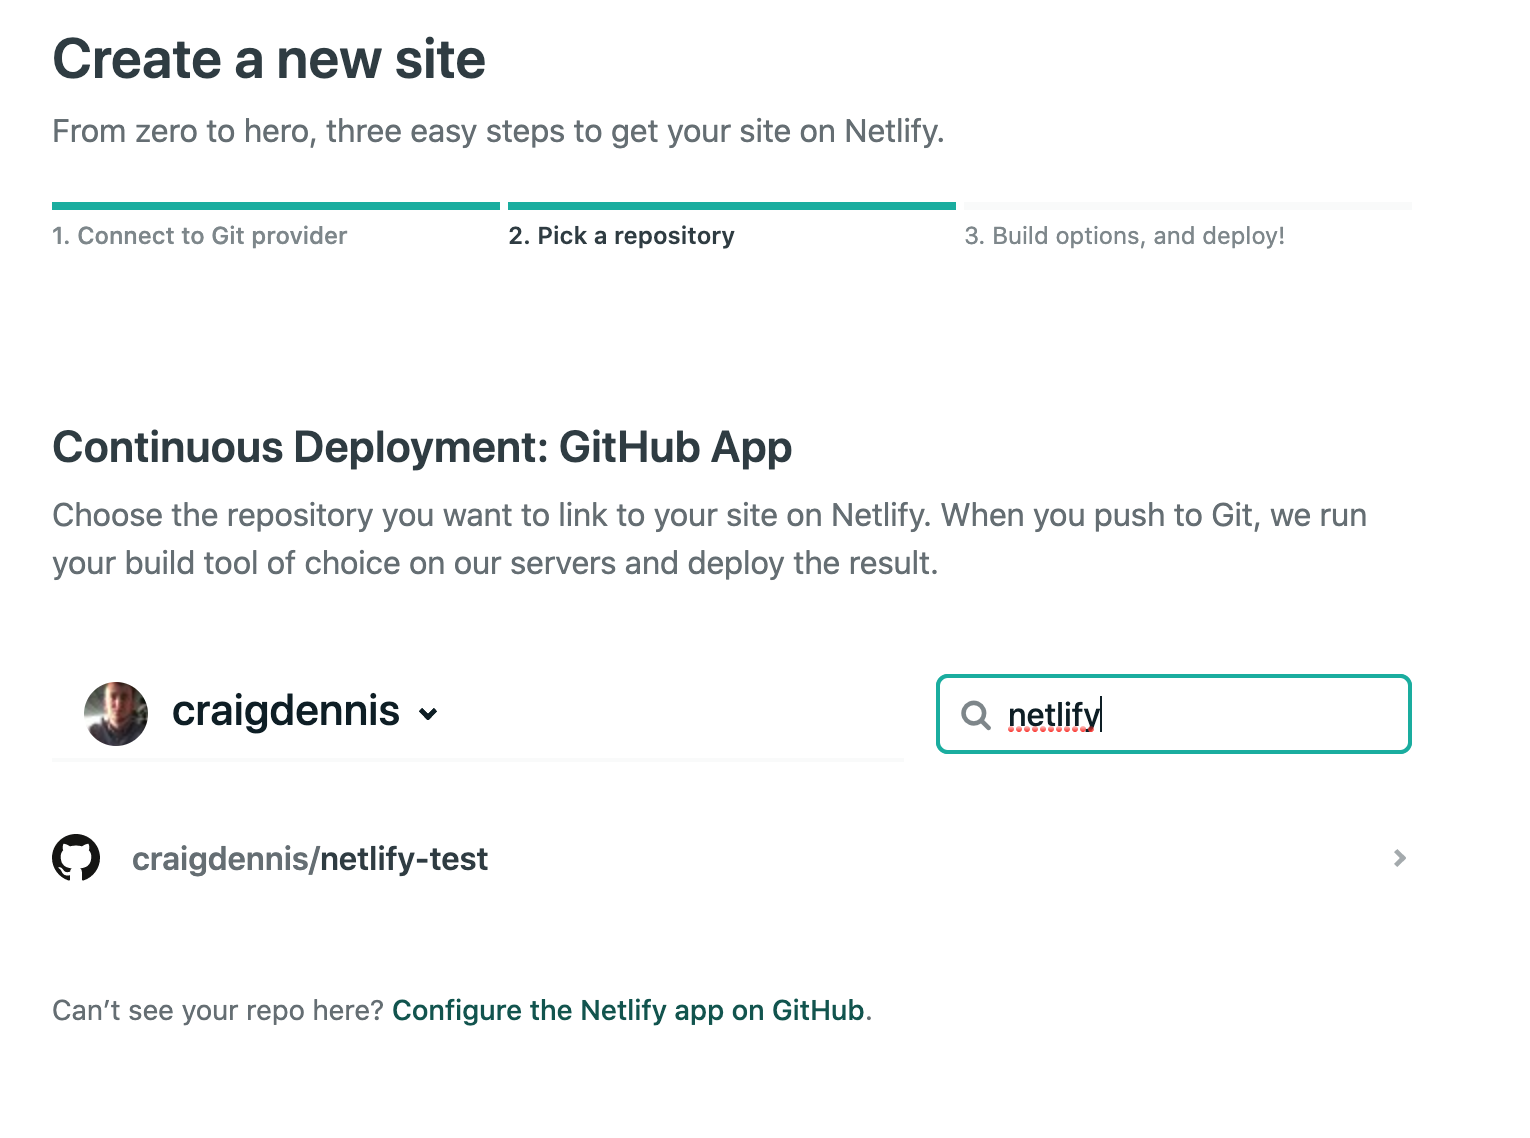 Create a new site
From zero to hero, three easy steps to get your site on Netlify.
1. Connect to Git provider
2. Pick a repository
3. Build options, and deploy!
Continuous Deployment: GitHub App
Choose the repository you want to link to your site on Netlify. When you push to Git, we run
your build tool of choice on our servers and deploy the result.
craigdennis
netlify
craigdennis/netlify-test
Can’t see your repo here? Configure the Netlify app on GitHub.